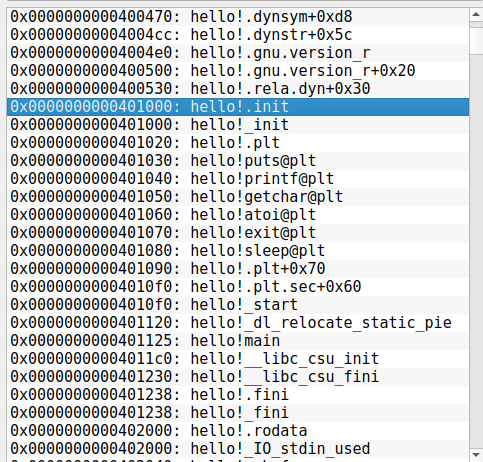 0x0000000000400470: hello!.dynsym+0xd8
0x00000000004004cc: hello!.dynstr+0x5c
0x00000000004004e0: hello!.gnu.version_r
0x0000000000400500: hello!.gnu.version_r+0x20
0x0000000000400530: hello!.rela.dyn+0x30
0x0000000000401000: hello!.init
0x0000000000401000: hello!_init
0x0000000000401020: hello!.plt
0x0000000000401030: hello!puts@plt
0x0000000000401040: hello!printf@plt
0x0000000000401050: hello!getchar@plt
0x0000000000401060: hello!atoi@plt
0x0000000000401070: hello!exit@plt
0x0000000000401080: hello!sleep@plt
0x0000000000401090: hello!.plt+0x70
0x00000000004010f0: hello!.plt.sec+0x60
0x00000000004010f0: hello!_start
0x0000000000401120: hello!_dl_relocate_static_pie
0x0000000000401125: hello!main
0x00000000004011c0: hello!__libc_csu_init
0x0000000000401230: hello!__libc_csu_fini
0x0000000000401238: hello!.fini
0x0000000000401238: hello!_fini
0x0000000000402000: hello!.rodata
0x0000000000402000: hello!_IO_stdin_used